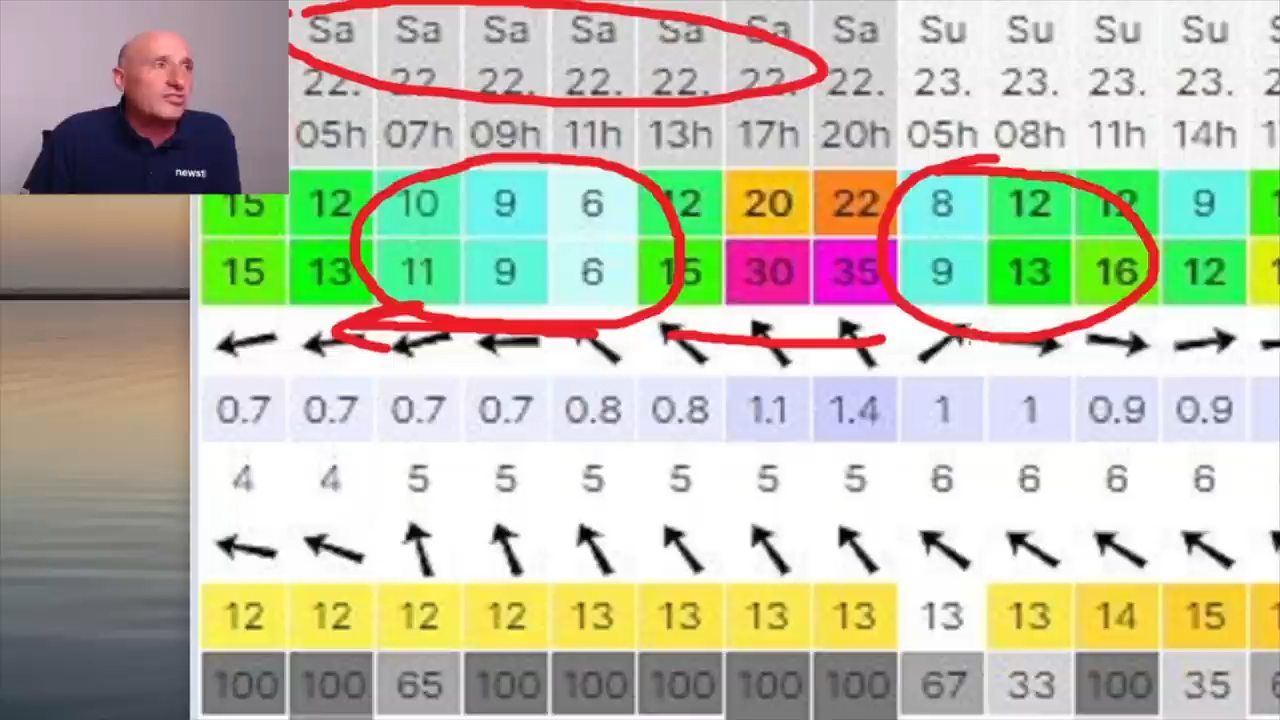 Sa Sa Sa Sa Sa Sa Sa Su Su Su Su
22. 22. 22. 22. 22. 22. 22. 23. 23. 23. 23.
05h 07h 09h 11h 13h 17h 20h 05h 08h 11h 14h
newsti
15 12 10 9 6 12 20 22 8 12 12 9
15 13 11 9 6 15 30 35 9 13 16 12
0.7 0.7 0.7 0.7 0.8 0.8 1.1 1.4 1 1 0.9 0.9
4 4 5 5 5 5 5 5 6 6 6 6
12 12 12 12 13 13 13 13 13 13 14 15
100 100 65 100 100 100 100 100 67 33 100 35